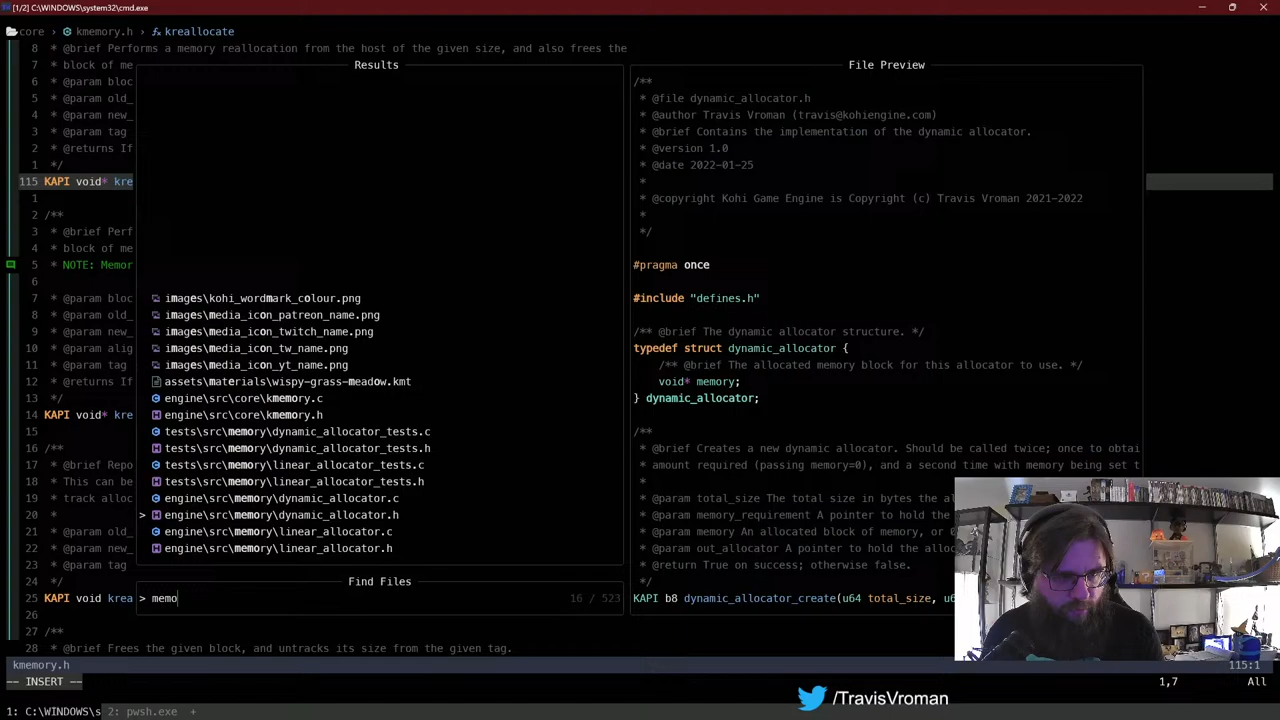 [1/2] C:\WINDOWS\system32\cmd.exe
core > kmemory.h > kreallocate
8 * @brief Performs a memory reallocation from the host of the given size, and also frees the
7 * block of me
6 * @param bloc
5 * @param old_
4 * @param new_
3 * @param tag
2 * @returns If
1 */
115 KAPI void* kre
1
2 /**
3 * @brief Perf
4 * block of me
5 * NOTE: Memor
6
7 * @param bloc
8 * @param old_
9 * @param new_
10 * @param alig
11 * @param tag
12 * @returns If
13 */
14 KAPI void* kre
15
16 /**
17 * @brief Repo
18 * This can be
19 * track alloc
20 *
21 * @param old_
22 * @param new_
23 * @param tag
24 */
25 KAPI void krea
26
27 /**
28 * @brief Frees the given block, and untracks its size from the given tag.
Results
images\kohi_wordmark_colour.png
images\media_icon_patreon_name.png
images\media_icon_twitch_name.png
images\media_icon_tw_name.png
images\media_icon_yt_name.png
assets\materials\wispy-grass-meadow.kmt
engine\src\core\kmemory.c
engine\src\core\kmemory.h
tests\src\memory\dynamic_allocator_tests.c
tests\src\memory\dynamic_allocator_tests.h
tests\src\memory\linear_allocator_tests.c
tests\src\memory\linear_allocator_tests.h
engine\src\memory\dynamic_allocator.c
> engine\src\memory\dynamic_allocator.h
engine\src\memory\linear_allocator.c
engine\src\memory\linear_allocator.h
Find Files
> memo 16 / 523
File Preview
/**
* @file dynamic_allocator.h
* @author Travis Vroman (travis@kohiengine.com)
* @brief Contains the implementation of the dynamic allocator.
* @version 1.0
* @date 2022-01-25
*
* @copyright Kohi Game Engine is Copyright (c) Travis Vroman 2021-2022
*
*/
#pragma once
#include "defines.h"
/** @brief The dynamic allocator structure. */
typedef struct dynamic_allocator {
/** @brief The allocated memory block for this allocator to use. */
void* memory;
} dynamic_allocator;
/**
* @brief Creates a new dynamic allocator. Should be called twice; once to obtai
* amount required (passing memory=0), and a second time with memory being set t
*
* @param total_size The total size in bytes the al
* @param memory_requirement A pointer to hold the
* @param memory An allocated block of memory, or 0
* @param out_allocator A pointer to hold the alloc
* @return True on success; otherwise false.
*/
KAPI b8 dynamic_allocator_create(u64 total_size, u6
kmemory.h 115:1
-- INSERT -- 1,7 All
/TravisVroman
1: C:\WINDOWS\s 2: pwsh.exe +